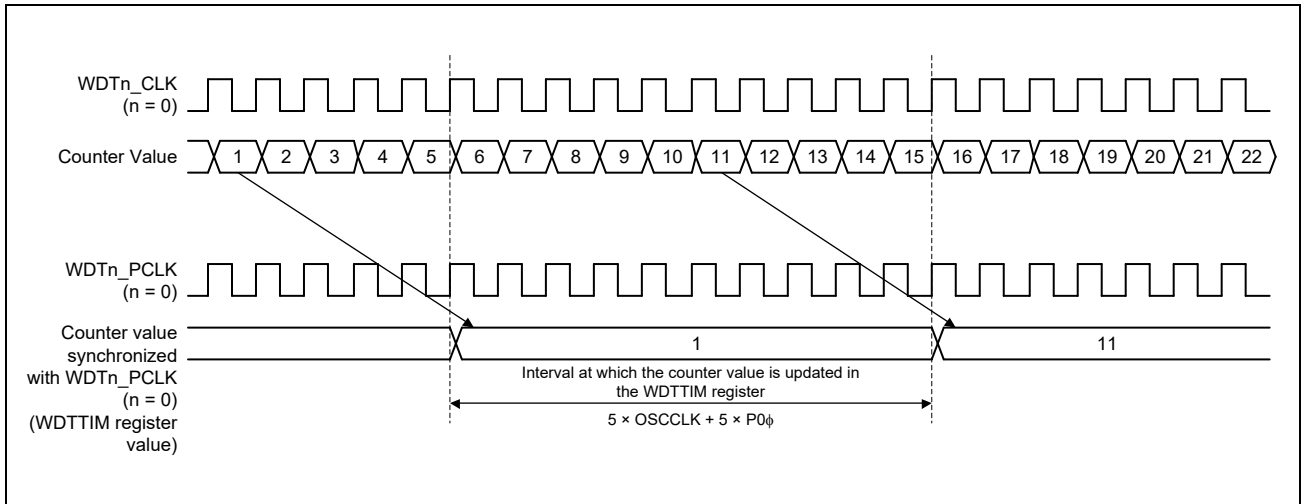 WDTn_CLK
(n = 0)
Counter Value
1 2 3 4 5 6 7 8 9 10 11 12 13 14 15 16 17 18 19 20 21 22
WDTn_PCLK
(n = 0)
Counter value
synchronized
with WDTn_PCLK
(n = 0)
(WDTTIM register
value)
1
11
Interval at which the counter value is updated in
the WDTTIM register
5 × OSCCLK + 5 × P0ϕ